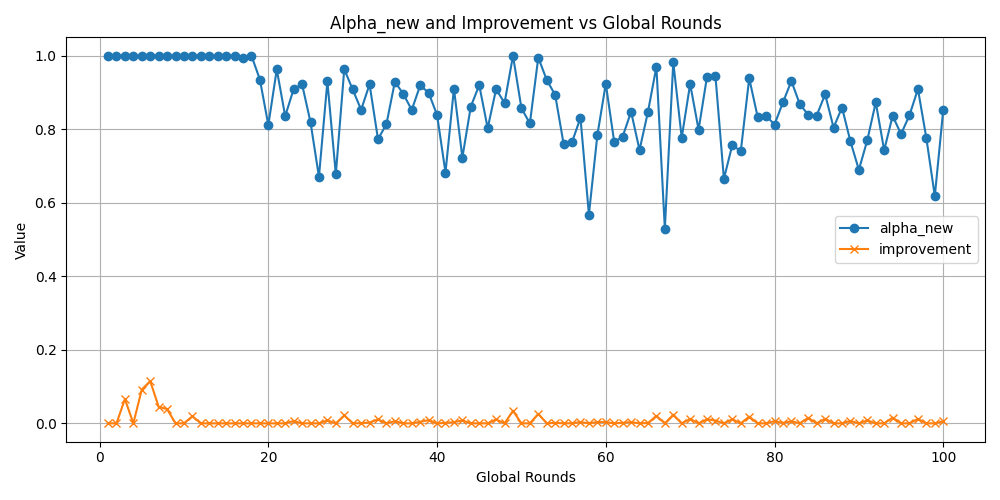 Alpha_new and Improvement vs Global Rounds
Value
1.0
0.8
0.6
0.4
0.2
0.0
alpha_new
improvement
0 20 40 60 80 100
Global Rounds